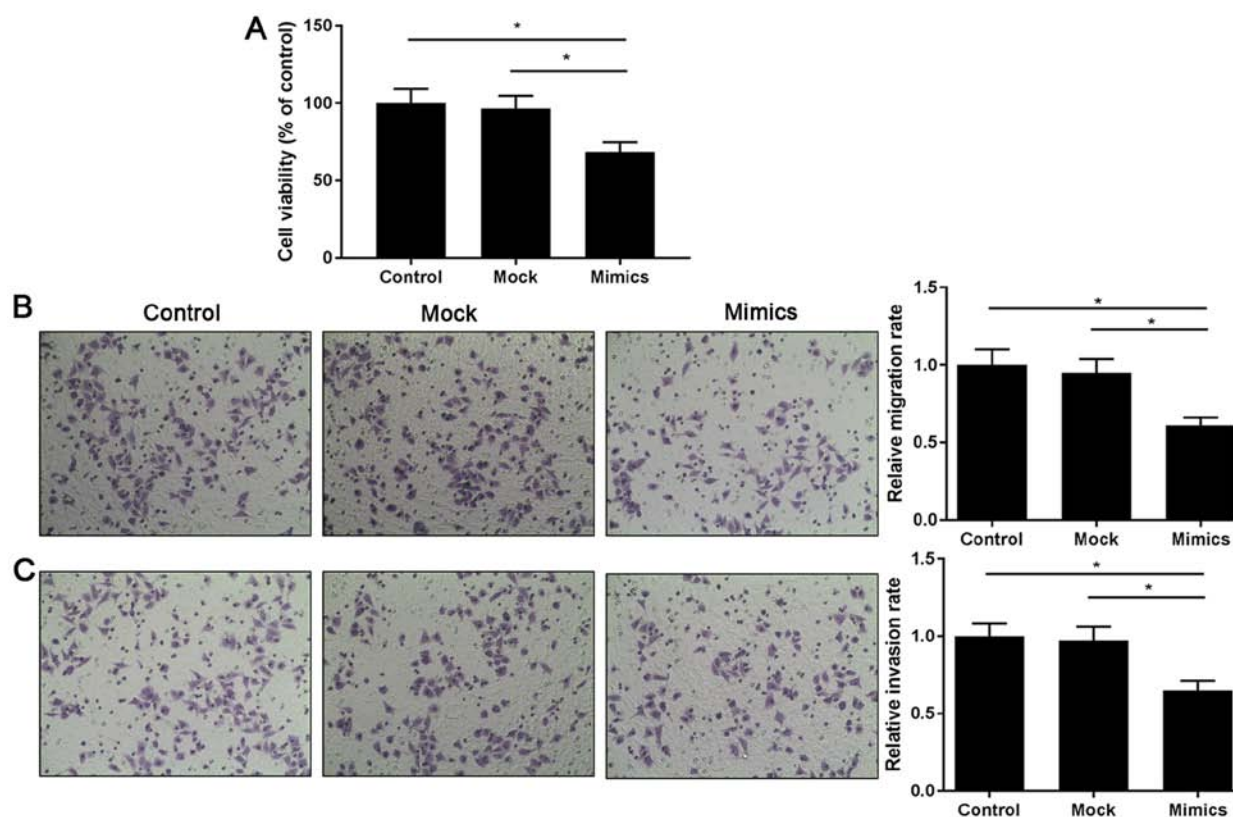 A
Cell viability (% of control)
150
100
50
0
*
*
Control Mock Mimics
B
Control Mock Mimics
Relaive migration rate
1.5
1.0
0.5
0.0
*
*
Control Mock Mimics
C
Relative invasion rate
1.5
1.0
0.5
0.0
*
*
Control Mock Mimics